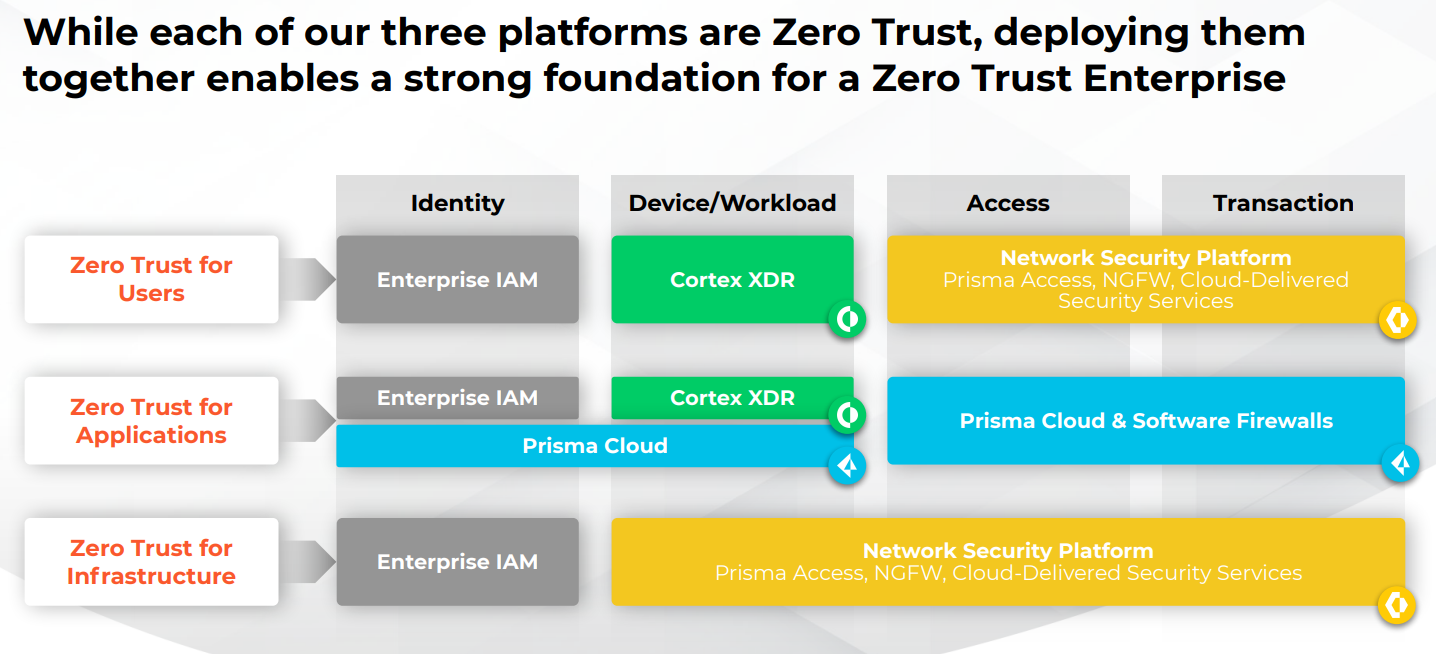 While each of our three platforms are Zero Trust, deploying them
together enables a strong foundation for a Zero Trust Enterprise
Identity
Device/Workload
Access
Transaction
Zero Trust for
Users
Enterprise IAM
Cortex XDR
Network Security Platform
Prisma Access, NGFW, Cloud-Delivered
Security Services
Zero Trust for
Applications
Enterprise IAM
Cortex XDR
Prisma Cloud
Prisma Cloud & Software Firewalls
Zero Trust for
Infrastructure
Enterprise IAM
Network Security Platform
Prisma Access, NGFW, Cloud-Delivered Security Services